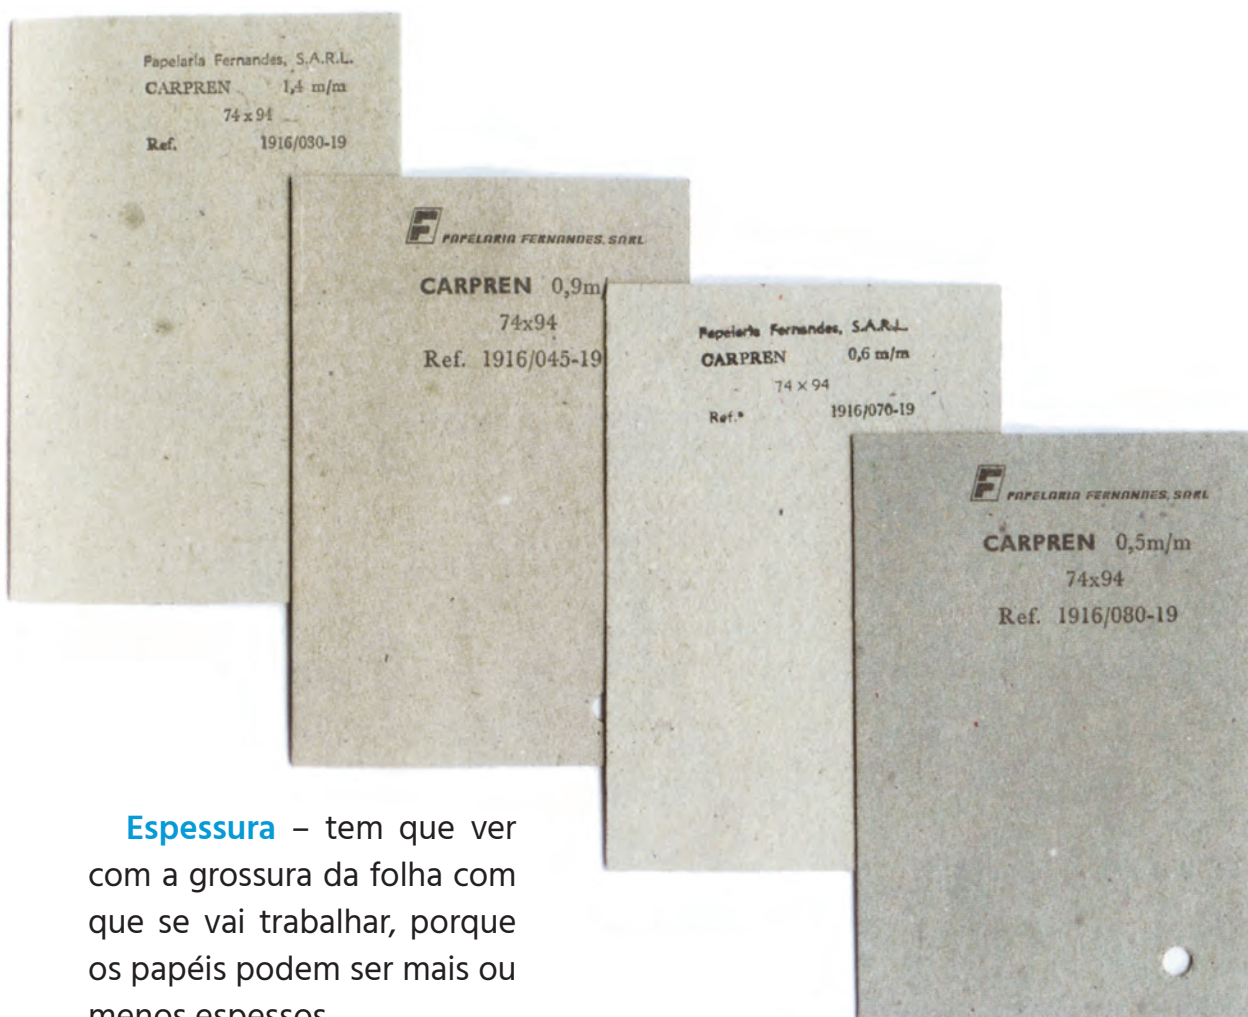 Papelaria Fernandes, S.A.R.L.
CARPREN 1,4 m/m
74 x 94
Ref. 1916/030-19
PAPELARIA FERNANDES, SARL
CARPREN 0,9m/
74x94
Ref. 1916/045-19
Papelaria Fernandes, S.A.R.L.
CARPREN 0,6 m/m
74 x 94
Ref.ª 1916/070-19
PAPELARIA FERNANDES, SARL
CARPREN 0,5m/m
74x94
Ref. 1916/080-19
Espessura – tem que ver
com a grossura da folha com
que se vai trabalhar, porque
os papéis podem ser mais ou
menos espessos